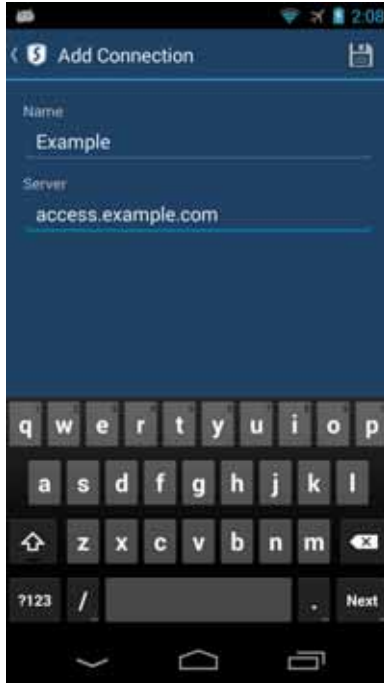 2:08
S Add Connection
Name
Example
Server
access.example.com
q w e r t y u i o p
a s d f g h j k l
z x c v b n m
?123 / . Next